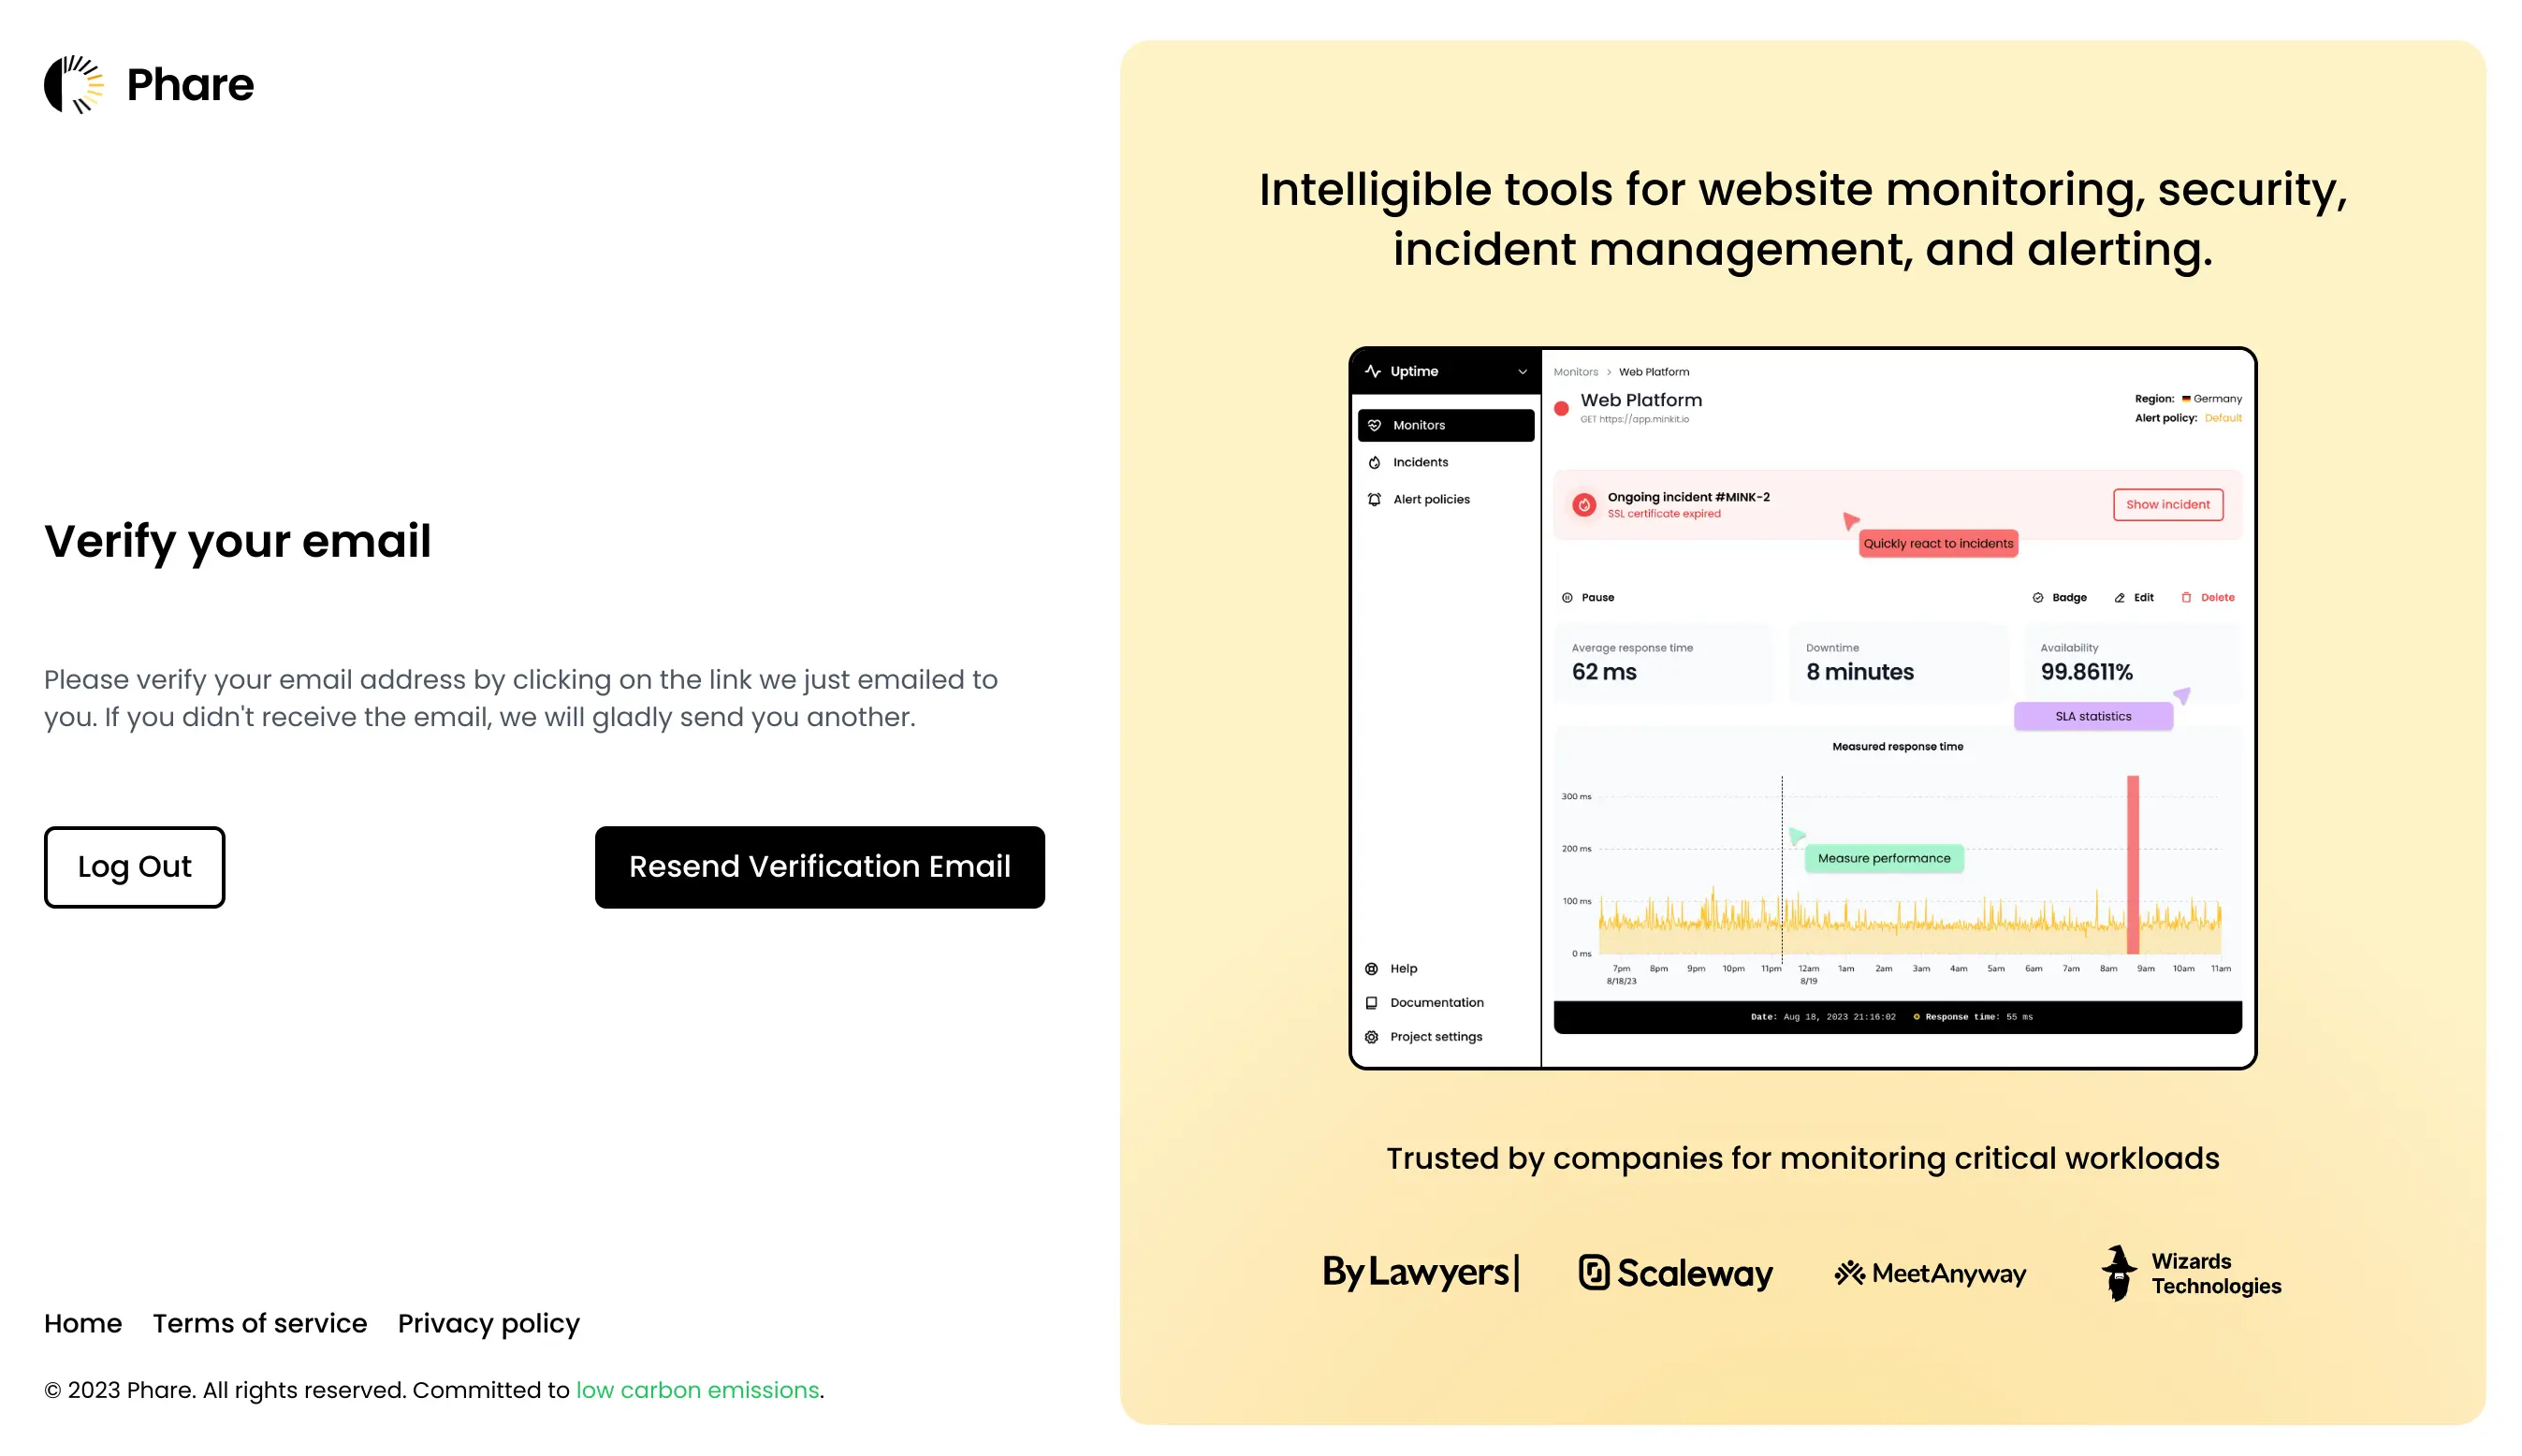 Phare
Verify your email
Please verify your email address by clicking on the link we just emailed to
you. If you didn't receive the email, we will gladly send you another.
Log Out
Resend Verification Email
Home Terms of service Privacy policy
© 2023 Phare. All rights reserved. Committed to low carbon emissions.
Intelligible tools for website monitoring, security,
incident management, and alerting.
Uptime
Monitors
Incidents
Alert policies
Help
Documentation
Project settings
Monitors > Web Platform
Web Platform
GET https://app.minkit.io
Region: Germany
Alert policy: Default
Ongoing incident #MINK-2
SSL certificate expired
Show incident
Quickly react to incidents
Pause
Badge Edit Delete
Average response time
62 ms
Downtime
8 minutes
Availability
99.8611%
SLA statistics
Measured response time
300 ms
200 ms
Measure performance
100 ms
0 ms
7pm 8pm 9pm 10pm 11pm 12am 1am 2am 3am 4am 5am 6am 7am 8am 9am 10am 11am
8/18/23 8/19
Date: Aug 18, 2023 21:16:02 Response time: 55 ms
Trusted by companies for monitoring critical workloads
By Lawyers|
Scaleway
MeetAnyway
Wizards
Technologies